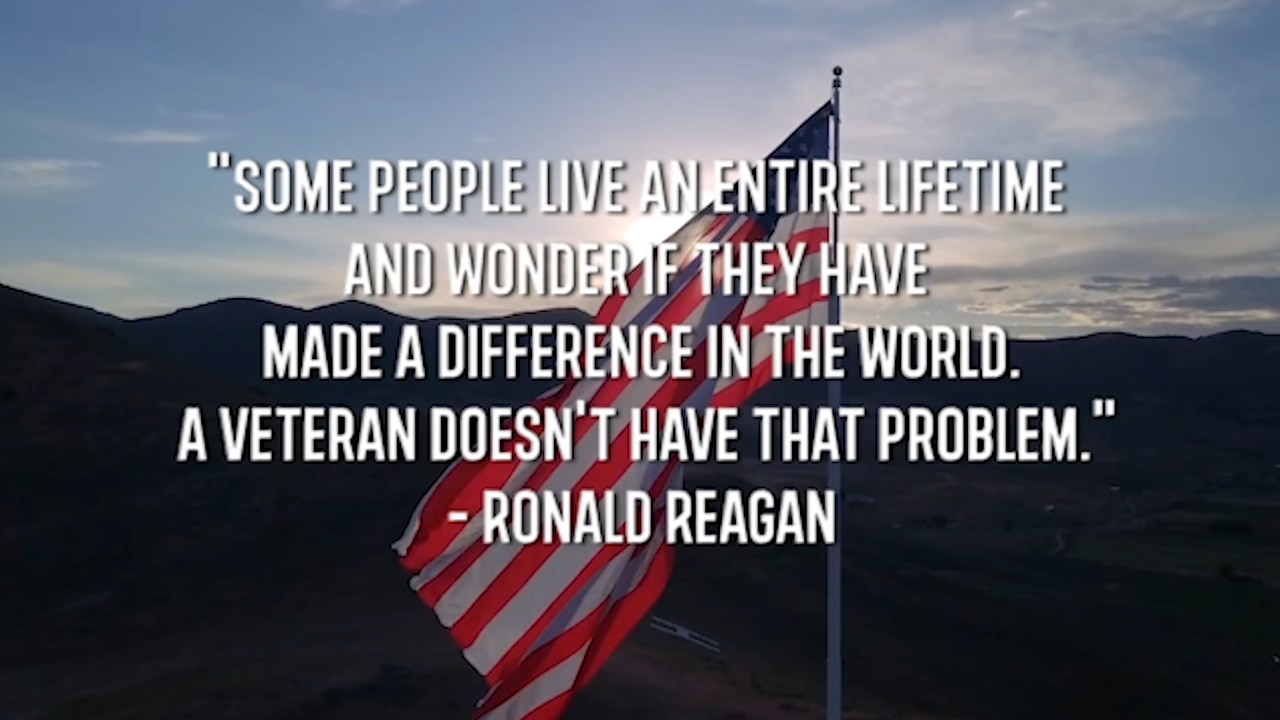 "SOME PEOPLE LIVE AN ENTIRE LIFETIME
AND WONDER IF THEY HAVE
MADE A DIFFERENCE IN THE WORLD.
A VETERAN DOESN'T HAVE THAT PROBLEM."
- RONALD REAGAN